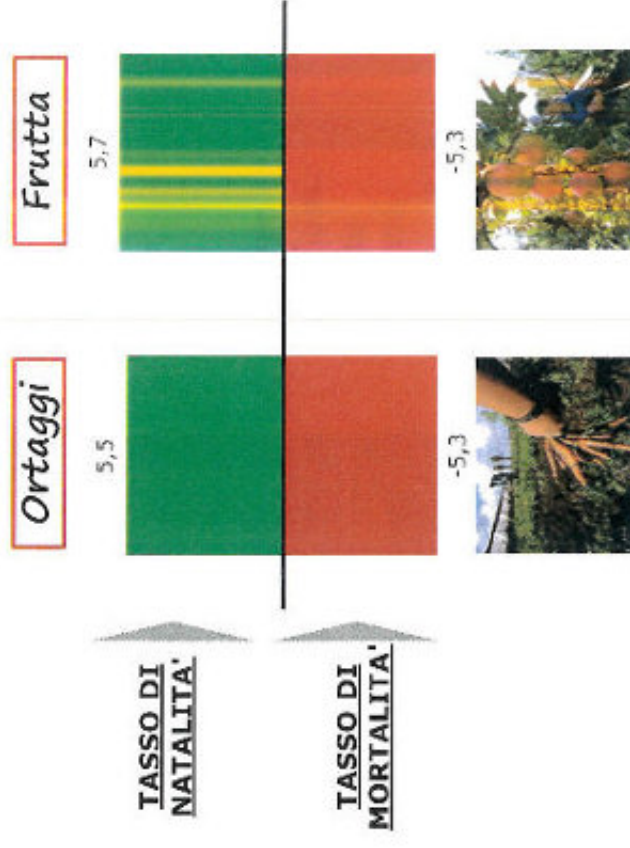 Ortaggi
Frutta
5,5
5,7
TASSO DI
NATALITA'
TASSO DI
MORTALITA'
-5,3
-5,3